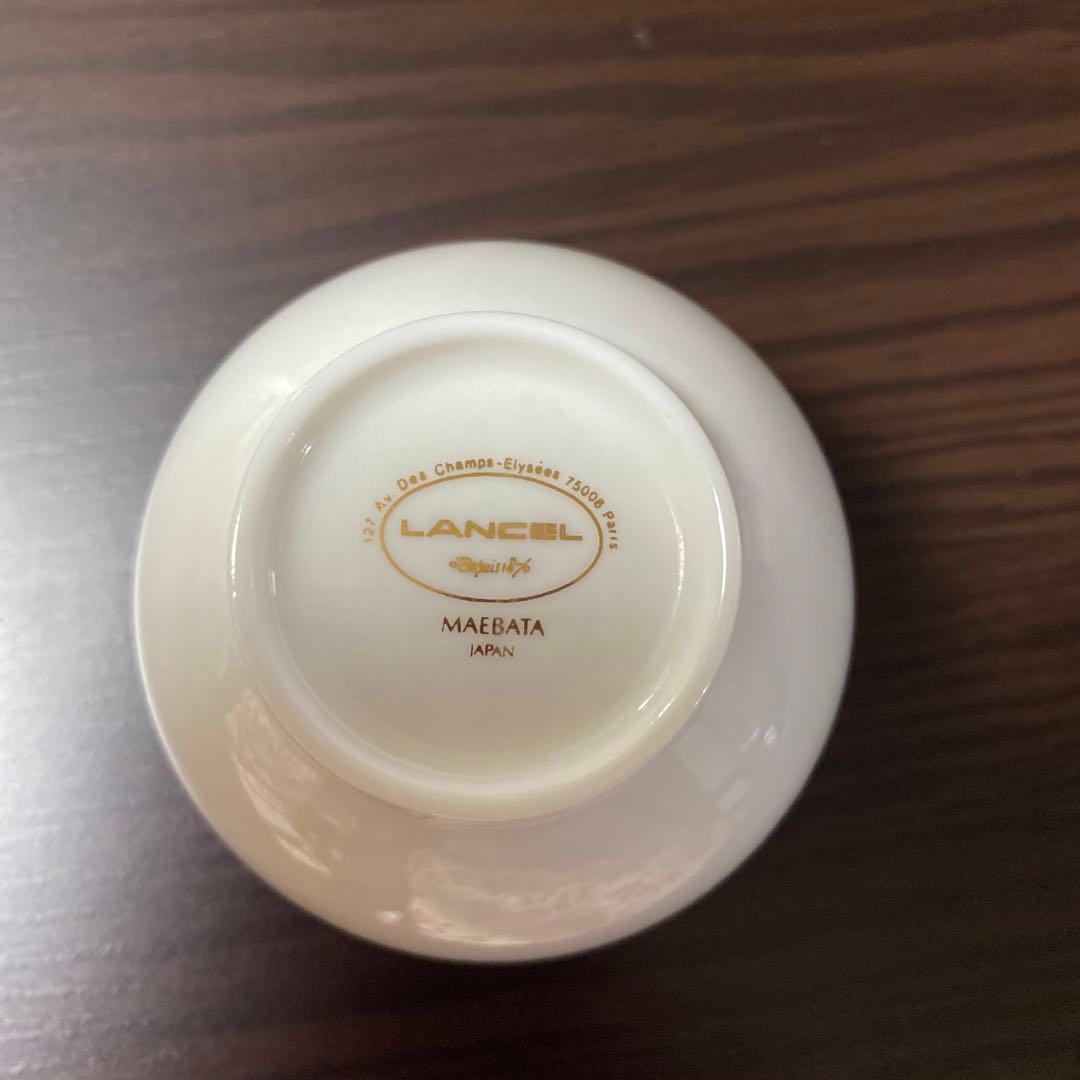 127 Av. Des Champs-Elysées 75008 Paris
LANCEL
Depuis 1876
MAEBATA
JAPAN